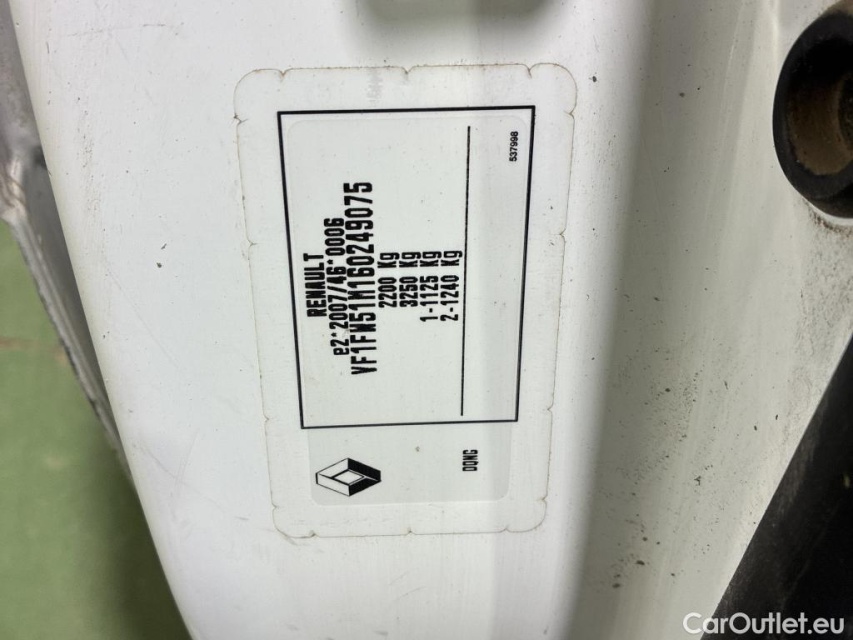 RENAULT
e2*2007/46*0006
VF1FW51M160249075
2200 Kg
3250 Kg
1-1125 Kg
2-1240 Kg
537998
DQNG
CarOutlet.eu